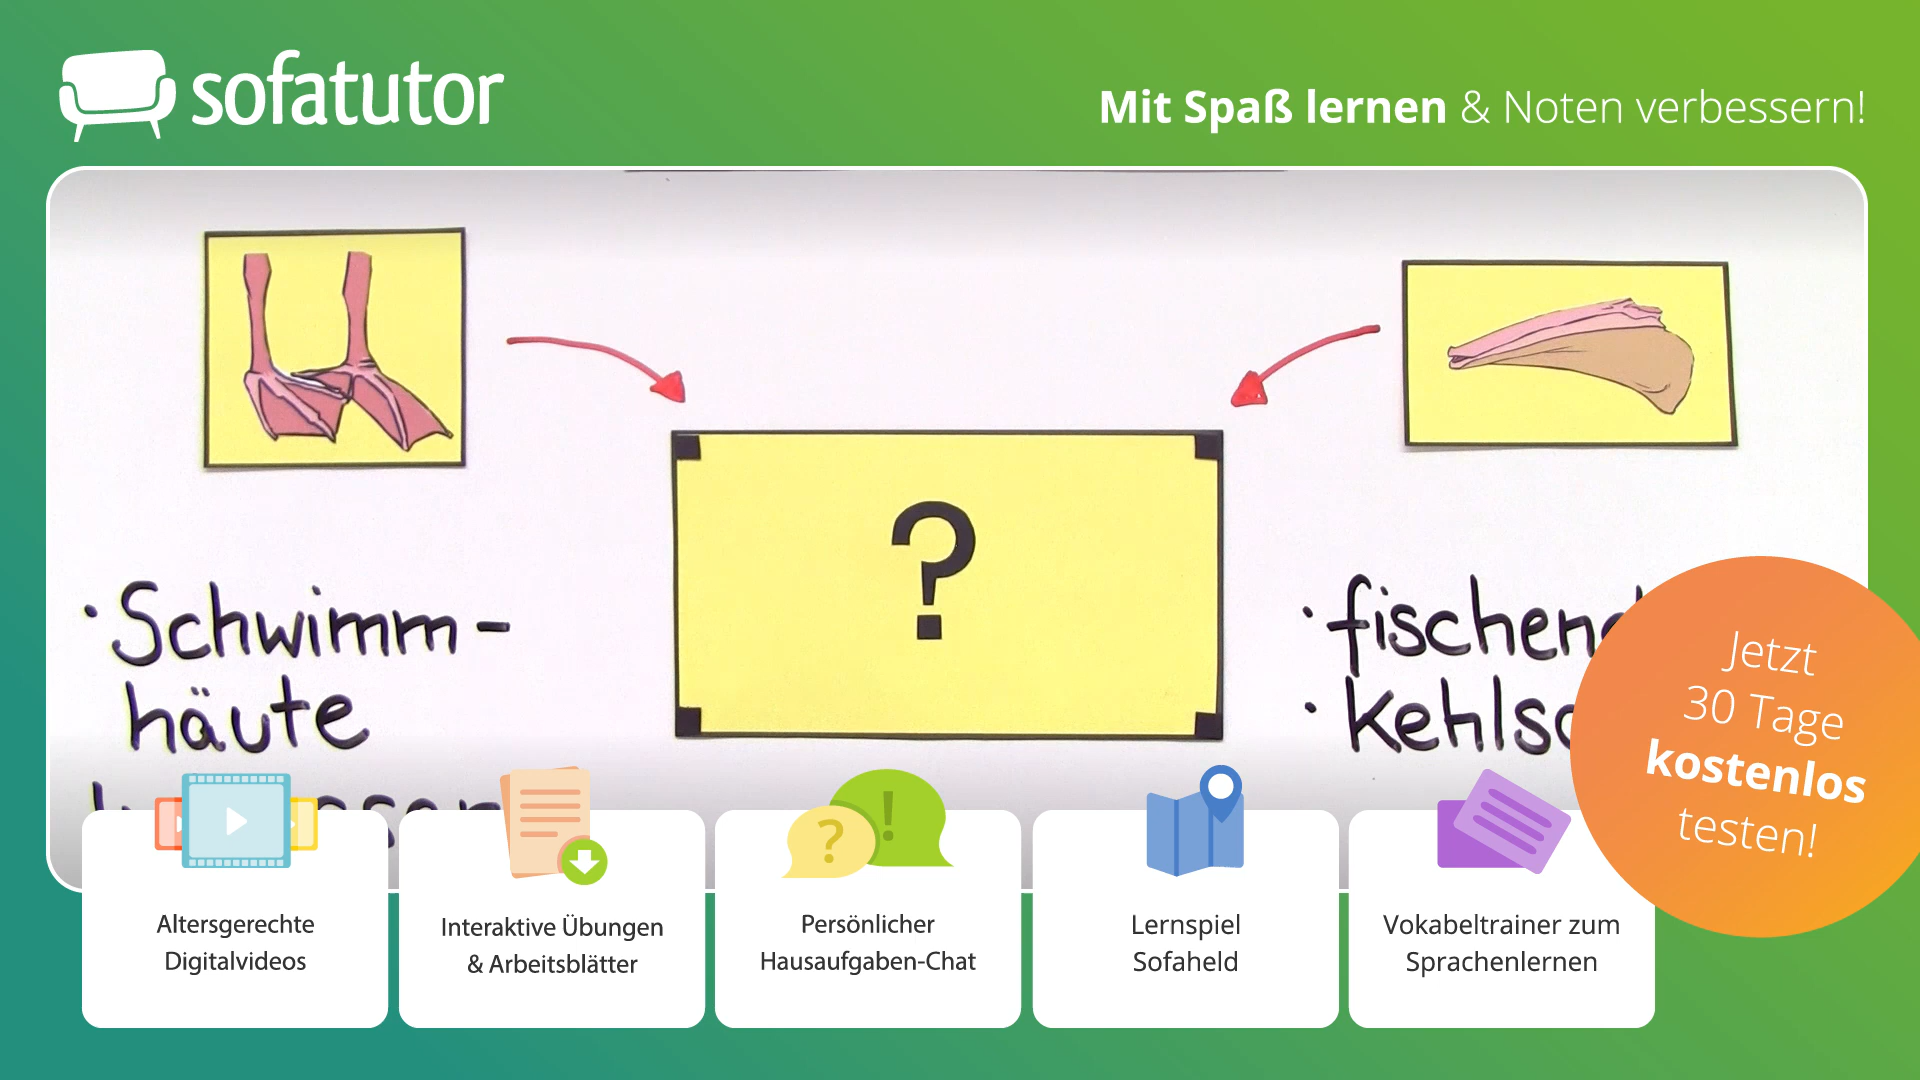 sofatutor
Mit Spaß lernen & Noten verbessern!
?
• Schwimm-
häute
• fischend
• kehlsa
Jetzt
30 Tage
kostenlos
testen!
? !
Altersgerechte
Digitalvideos
Interaktive Übungen
& Arbeitsblätter
Persönlicher
Hausaufgaben-Chat
Lernspiel
Sofaheld
Vokabeltrainer zum
Sprachenlernen